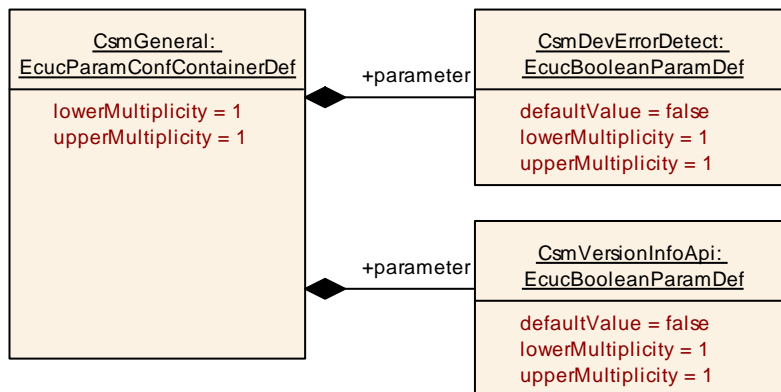 CsmGeneral:
EcucParamConfContainerDef
lowerMultiplicity = 1
upperMultiplicity = 1
+parameter
CsmDevErrorDetect:
EcucBooleanParamDef
defaultValue = false
lowerMultiplicity = 1
upperMultiplicity = 1
+parameter
CsmVersionInfoApi:
EcucBooleanParamDef
defaultValue = false
lowerMultiplicity = 1
upperMultiplicity = 1